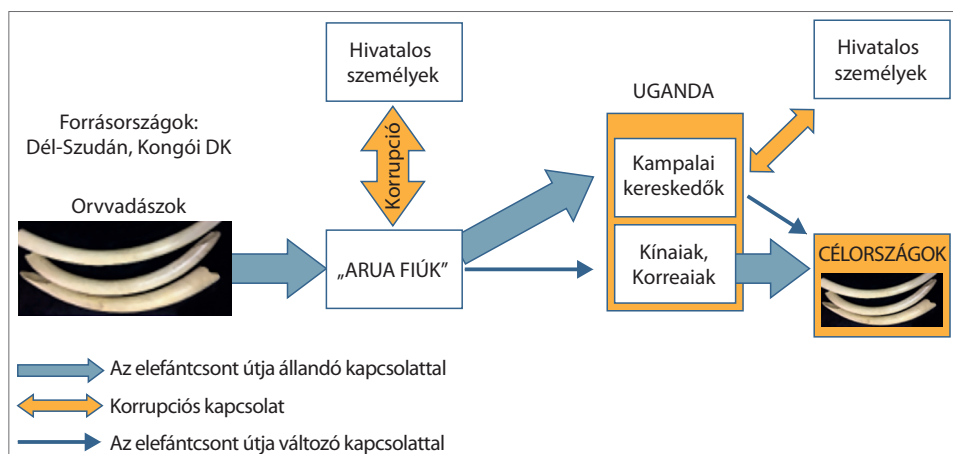 Hivatalos
személyek
Hivatalos
személyek
UGANDA
Forrásországok:
Dél-Szudán, Kongói DK
Korrupció
Kampalai
kereskedők
Orvvadászok
„ARUA FIÚK”
Kínaiak,
Korreaiak
CÉLORSZÁGOK
Az elefántcsont útja állandó kapcsolattal
Korrupciós kapcsolat
Az elefántcsont útja változó kapcsolattal